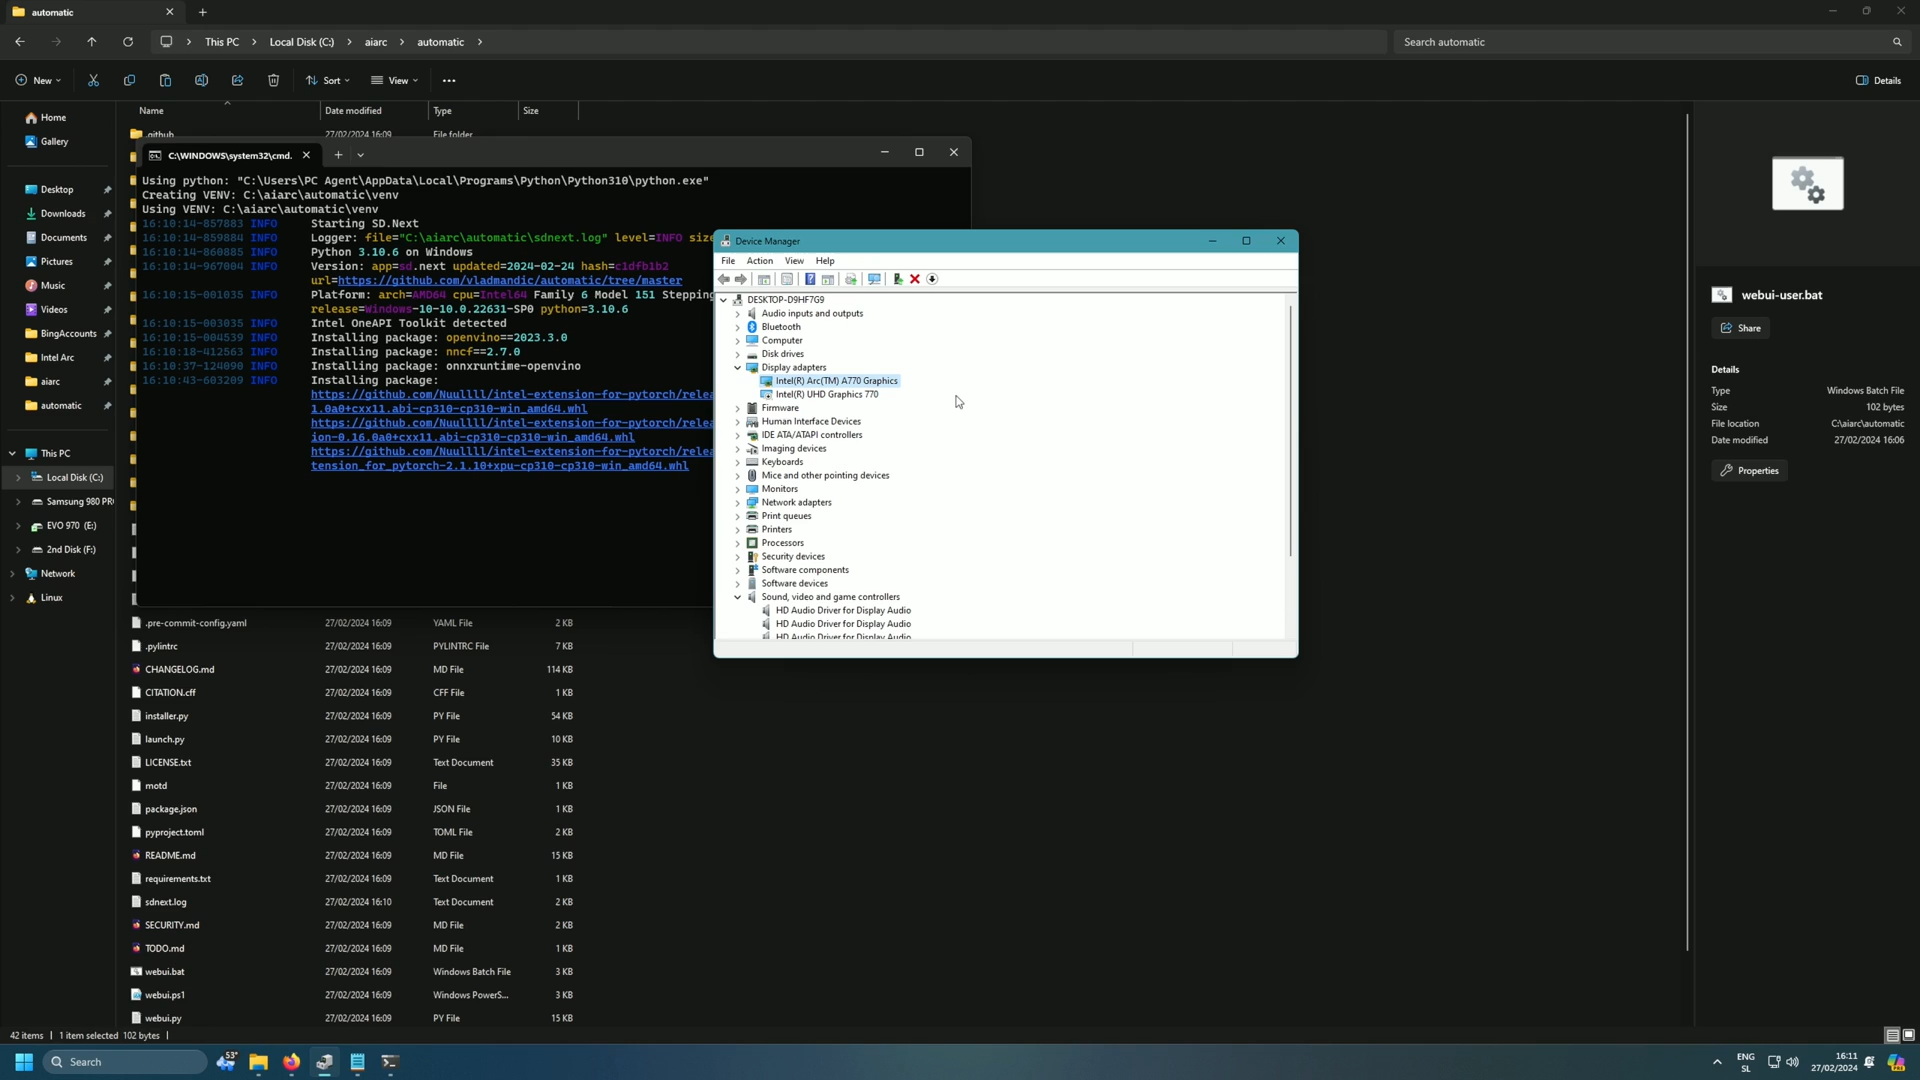 automatic
This PC > Local Disk (C:) > aiarc > automatic >
Search automatic
New
Sort
View
Details
Name Date modified Type Size
Home
Gallery
Desktop
Downloads
Documents
Pictures
Music
Videos
BingAccounts
Intel Arc
aiarc
automatic
This PC
Local Disk (C:)
Samsung 980 PR
EVO 970 (E:)
2nd Disk (F:)
Network
Linux
.github 27/02/2024 16:09 File folder
C:\WINDOWS\system32\cmd.
Using python: "C:\Users\PC Agent\AppData\Local\Programs\Python\Python310\python.exe"
Creating VENV: C:\aiarc\automatic\venv
Using VENV: C:\aiarc\automatic\venv
16:10:14-857883 INFO Starting SD.Next
16:10:14-859884 INFO Logger: file="C:\aiarc\automatic\sdnext.log" level=INFO size
16:10:14-860885 INFO Python 3.10.6 on Windows
16:10:14-967004 INFO Version: app=sd.next updated=2024-02-24 hash=c1dfb1b2
url=https://github.com/vladmandic/automatic/tree/master
16:10:15-001035 INFO Platform: arch=AMD64 cpu=Intel64 Family 6 Model 151 Stepping
release=Windows-10-10.0.22631-SP0 python=3.10.6
16:10:15-003035 INFO Intel OneAPI Toolkit detected
16:10:15-004539 INFO Installing package: openvino==2023.3.0
16:10:18-412563 INFO Installing package: nncf==2.7.0
16:10:37-124090 INFO Installing package: onnxruntime-openvino
16:10:43-603209 INFO Installing package:
https://github.com/Nuullll/intel-extension-for-pytorch/relea
1.0a0+cxx11.abi-cp310-cp310-win_amd64.whl
https://github.com/Nuullll/intel-extension-for-pytorch/relea
ion-0.16.0a0+cxx11.abi-cp310-cp310-win_amd64.whl
https://github.com/Nuullll/intel-extension-for-pytorch/relea
tension_for_pytorch-2.1.10+xpu-cp310-cp310-win_amd64.whl
Device Manager
File Action View Help
DESKTOP-D9HF7G9
Audio inputs and outputs
Bluetooth
Computer
Disk drives
Display adapters
Intel(R) Arc(TM) A770 Graphics
Intel(R) UHD Graphics 770
Firmware
Human Interface Devices
IDE ATA/ATAPI controllers
Imaging devices
Keyboards
Mice and other pointing devices
Monitors
Network adapters
Print queues
Printers
Processors
Security devices
Software components
Software devices
Sound, video and game controllers
HD Audio Driver for Display Audio
HD Audio Driver for Display Audio
HD Audio Driver for Display Audio
.pre-commit-config.yaml 27/02/2024 16:09 YAML File 2 KB
.pylintrc 27/02/2024 16:09 PYLINTRC File 7 KB
CHANGELOG.md 27/02/2024 16:09 MD File 114 KB
CITATION.cff 27/02/2024 16:09 CFF File 1 KB
installer.py 27/02/2024 16:09 PY File 54 KB
launch.py 27/02/2024 16:09 PY File 10 KB
LICENSE.txt 27/02/2024 16:09 Text Document 35 KB
motd 27/02/2024 16:09 File 1 KB
package.json 27/02/2024 16:09 JSON File 1 KB
pyproject.toml 27/02/2024 16:09 TOML File 2 KB
README.md 27/02/2024 16:09 MD File 15 KB
requirements.txt 27/02/2024 16:09 Text Document 1 KB
sdnext.log 27/02/2024 16:10 Text Document 2 KB
SECURITY.md 27/02/2024 16:09 MD File 2 KB
TODO.md 27/02/2024 16:09 MD File 1 KB
webui.bat 27/02/2024 16:09 Windows Batch File 3 KB
webui.ps1 27/02/2024 16:09 Windows PowerS... 3 KB
webui.py 27/02/2024 16:09 PY File 15 KB
webui-user.bat
Share
Details
Type Windows Batch File
Size 102 bytes
File location C:\aiarc\automatic
Date modified 27/02/2024 16:06
Properties
42 items 1 item selected 102 bytes
Search
53°
ENG
SL
16:11
27/02/2024